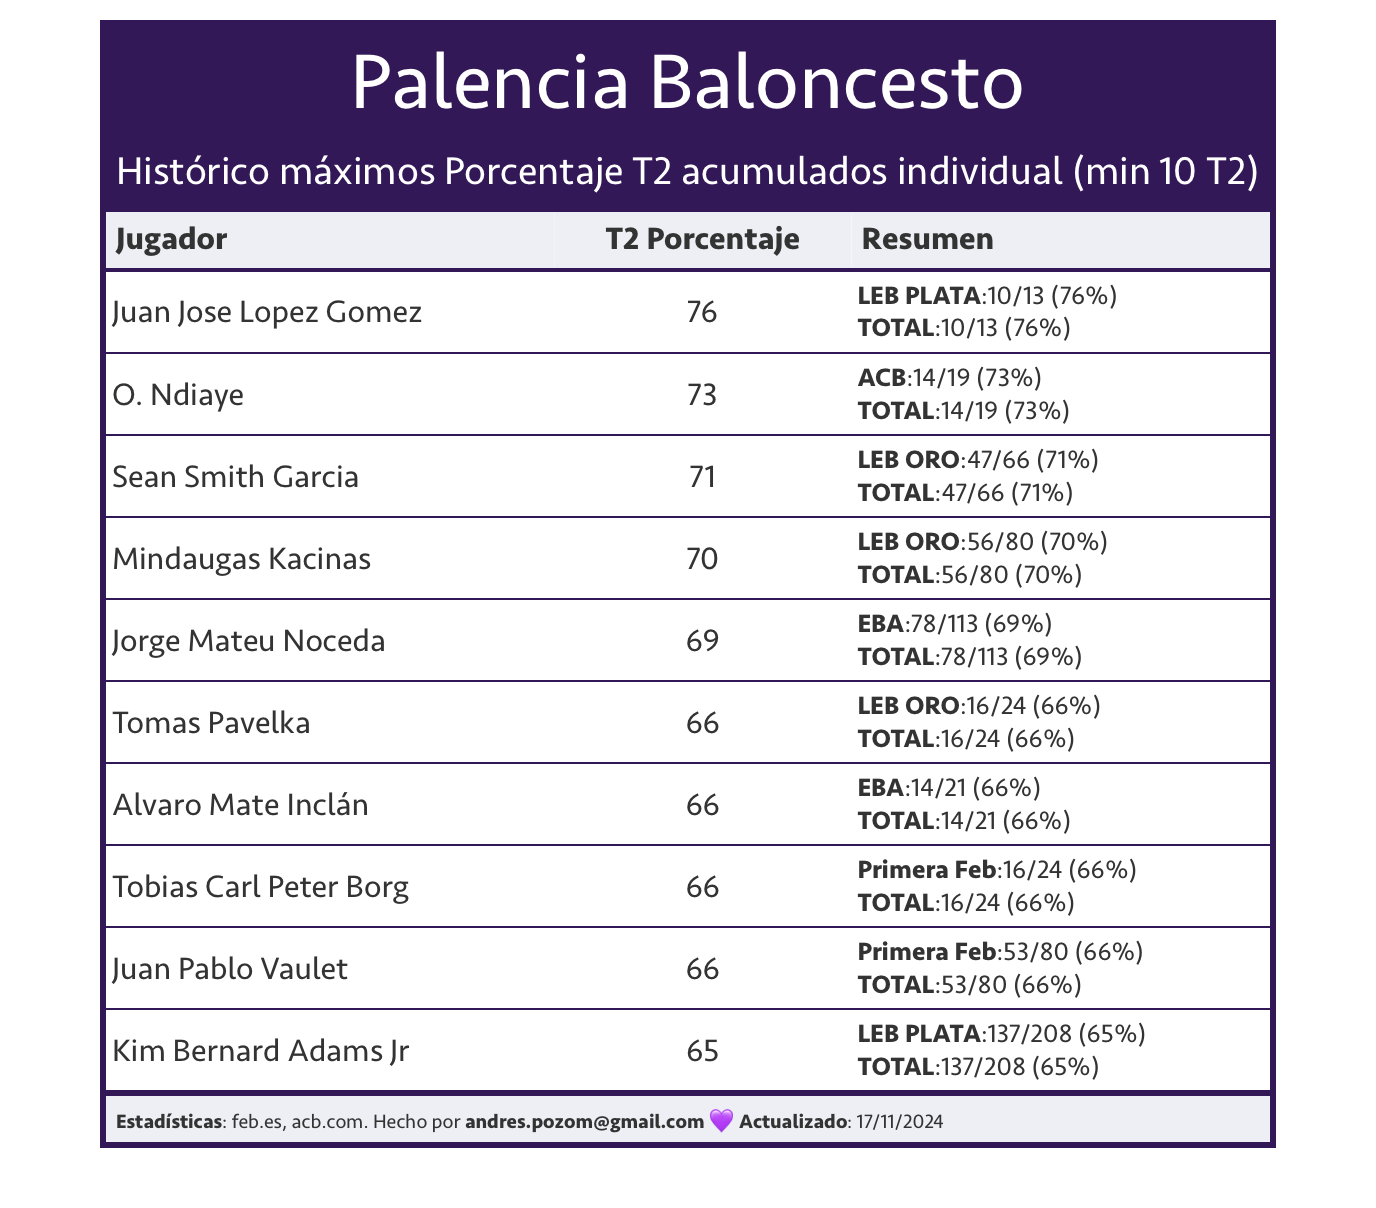 Palencia Baloncesto
Histórico máximos Porcentaje T2 acumulados individual (min 10 T2)
Jugador T2 Porcentaje Resumen
Juan Jose Lopez Gomez 76 LEB PLATA:10/13 (76%)
TOTAL:10/13 (76%)
O. Ndiaye 73 ACB:14/19 (73%)
TOTAL:14/19 (73%)
Sean Smith Garcia 71 LEB ORO:47/66 (71%)
TOTAL:47/66 (71%)
Mindaugas Kacinas 70 LEB ORO:56/80 (70%)
TOTAL:56/80 (70%)
Jorge Mateu Noceda 69 EBA:78/113 (69%)
TOTAL:78/113 (69%)
Tomas Pavelka 66 LEB ORO:16/24 (66%)
TOTAL:16/24 (66%)
Alvaro Mate Inclán 66 EBA:14/21 (66%)
TOTAL:14/21 (66%)
Tobias Carl Peter Borg 66 Primera Feb:16/24 (66%)
TOTAL:16/24 (66%)
Juan Pablo Vaulet 66 Primera Feb:53/80 (66%)
TOTAL:53/80 (66%)
Kim Bernard Adams Jr 65 LEB PLATA:137/208 (65%)
TOTAL:137/208 (65%)
Estadísticas: feb.es, acb.com. Hecho por andres.pozom@gmail.com 💜 Actualizado: 17/11/2024